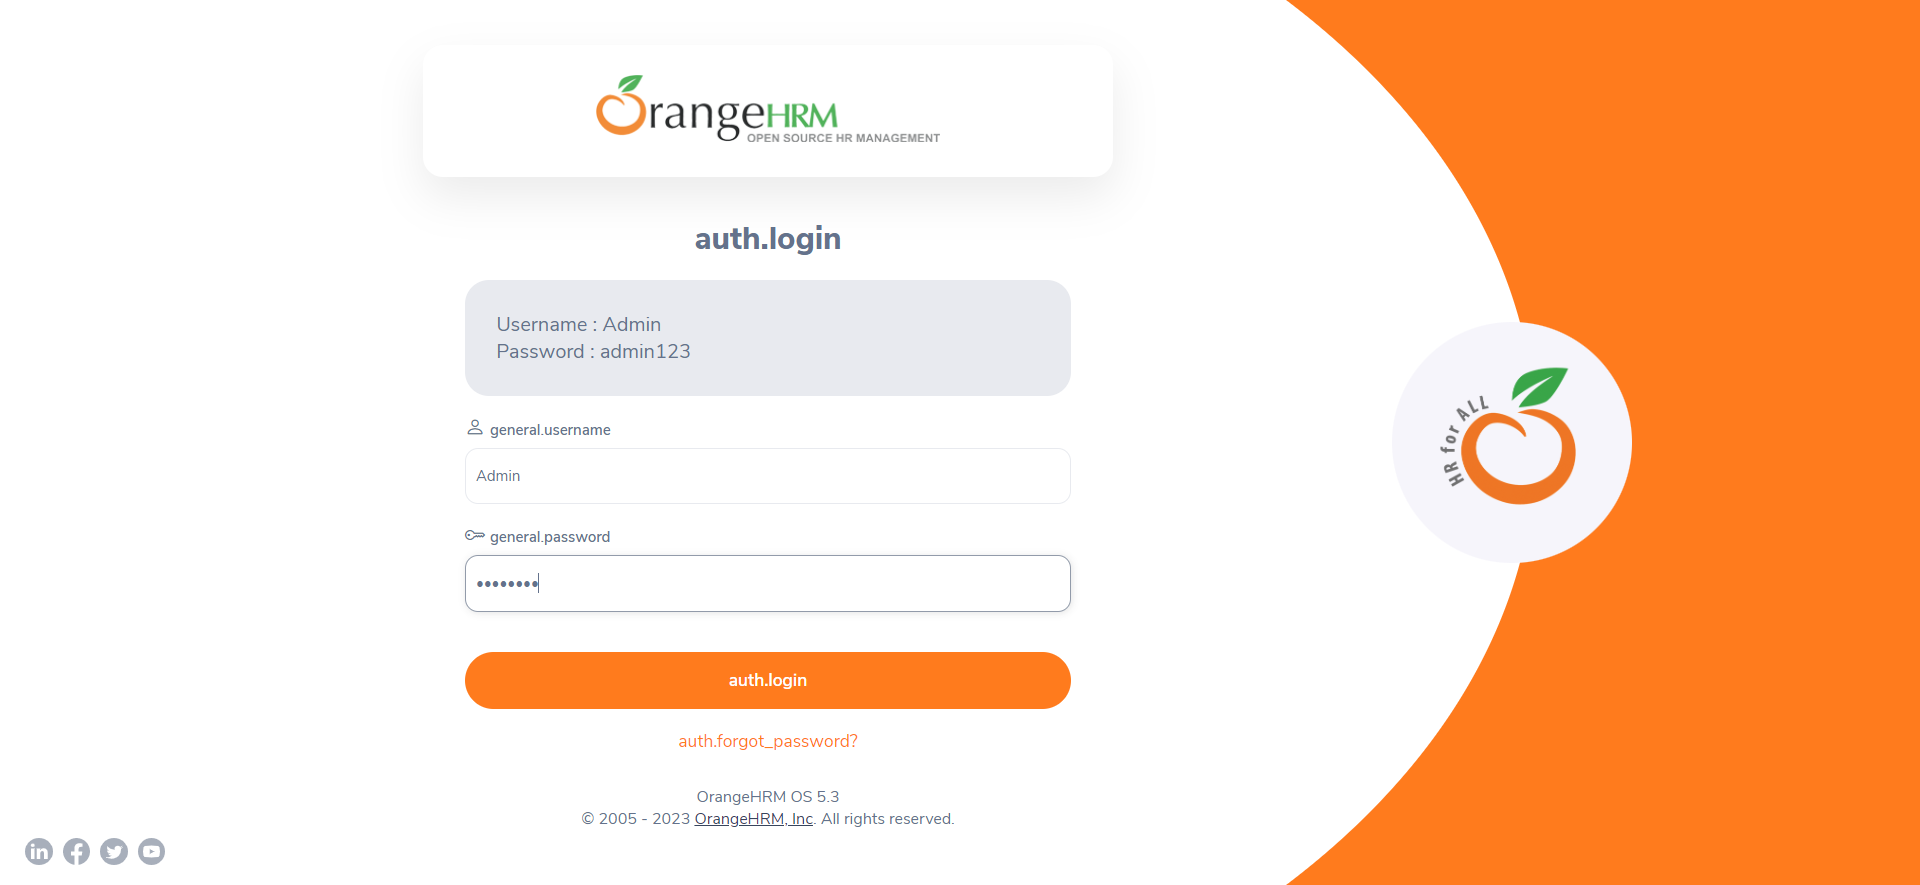 OrangeHRM
OPEN SOURCE HR MANAGEMENT
auth.login
Username : Admin
Password : admin123
general.username
Admin
general.password
••••••••
auth.login
auth.forgot_password?
OrangeHRM OS 5.3
© 2005 - 2023 OrangeHRM, Inc. All rights reserved.
HR for ALL